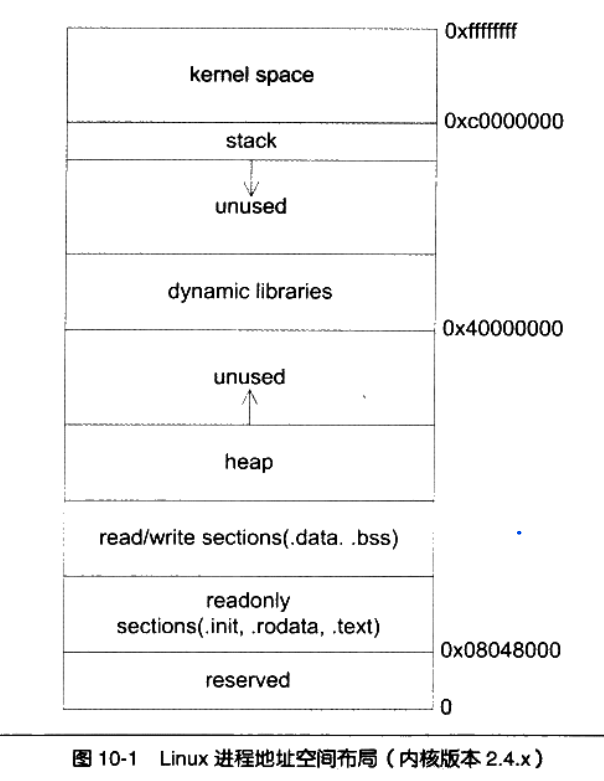 0xffffffff
kernel space
0xc0000000
stack
unused
dynamic libraries
0x40000000
unused
heap
read/write sections(.data. .bss)
readonly
sections(.init, .rodata, .text)
0x08048000
reserved
0
图 10-1 Linux 进程地址空间布局（内核版本 2.4.x）